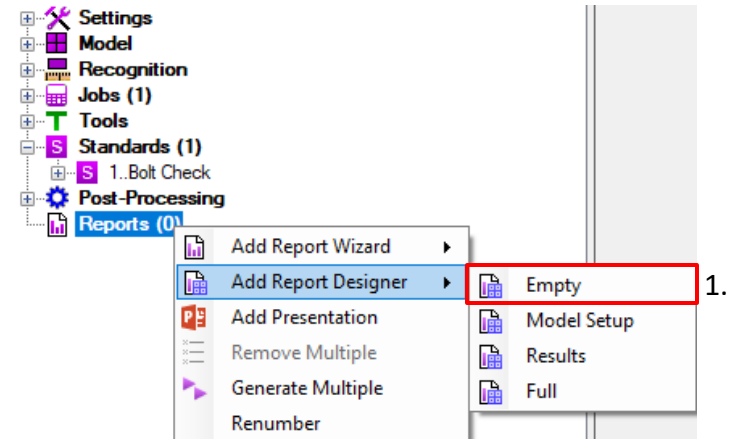 Settings
Model
Recognition
Jobs (1)
Tools
S Standards (1)
S 1..Bolt Check
Post-Processing
Reports (0)
Add Report Wizard
Add Report Designer
Empty
1.
Add Presentation
Model Setup
Remove Multiple
Results
Generate Multiple
Full
Renumber